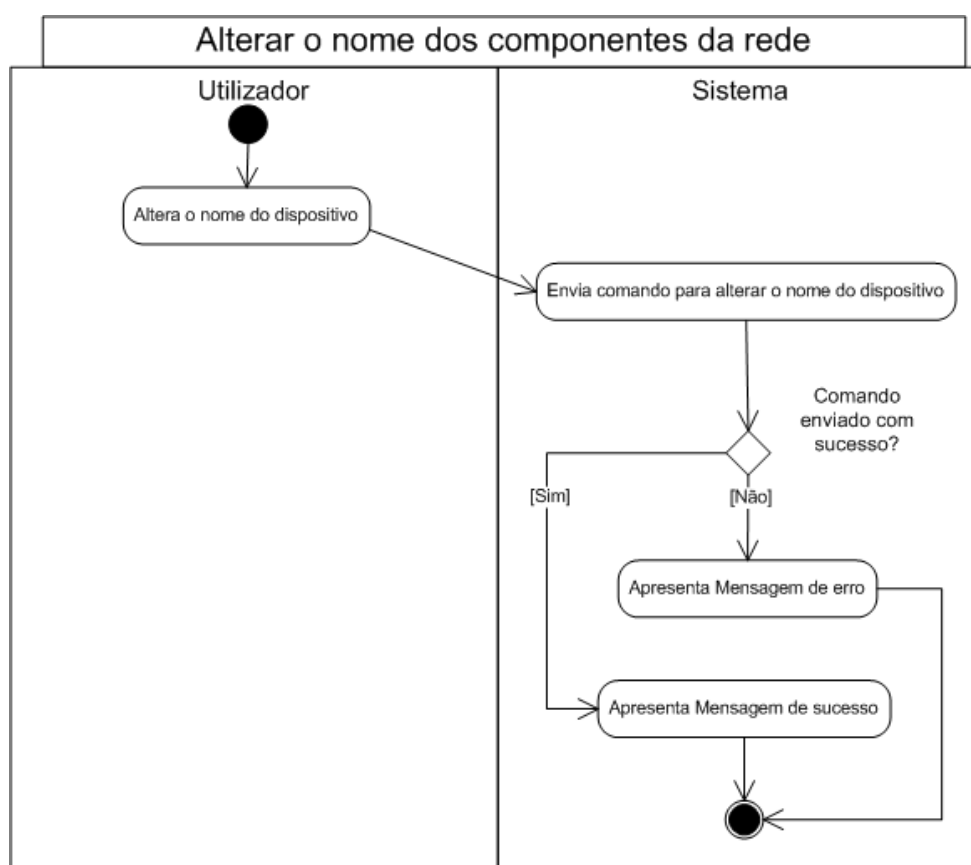 Alterar o nome dos componentes da rede
Utilizador
Sistema
Altera o nome do dispositivo
Envia comando para alterar o nome do dispositivo
Comando
enviado com
sucesso?
[Sim]
[Não]
Apresenta Mensagem de erro
Apresenta Mensagem de sucesso